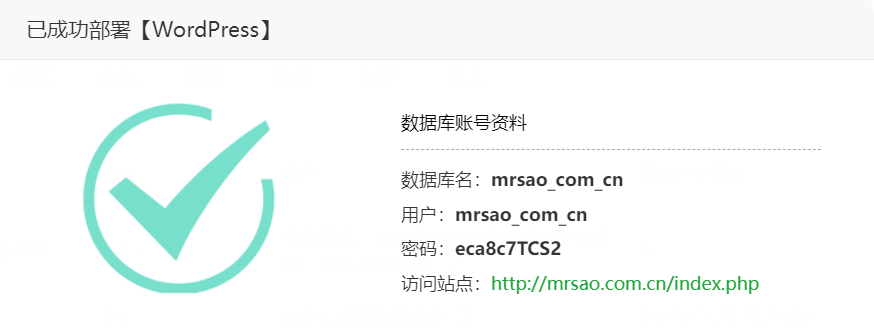 已成功部署【WordPress】
数据库账号资料
数据库名：mrsao_com_cn
用户：mrsao_com_cn
密码：eca8c7TCS2
访问站点：http://mrsao.com.cn/index.php